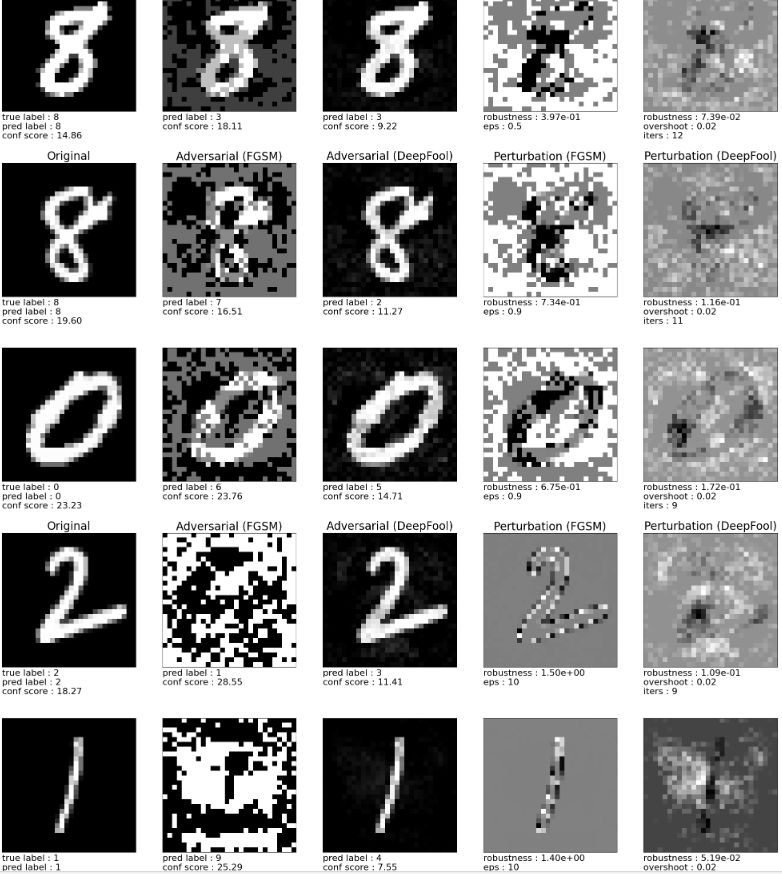 true label : 8 pred label : 3 pred label : 3 robustness : 3.97e-01 robustness : 7.39e-02
pred label : 8 conf score : 18.11 conf score : 9.22 eps : 0.5 overshoot : 0.02
conf score : 14.86 iters : 12
Original Adversarial (FGSM) Adversarial (DeepFool) Perturbation (FGSM) Perturbation (DeepFool)
true label : 8 pred label : 7 pred label : 2 robustness : 7.34e-01 robustness : 1.16e-01
pred label : 8 conf score : 16.51 conf score : 11.27 eps : 0.9 overshoot : 0.02
conf score : 19.60 iters : 11
true label : 0 pred label : 6 pred label : 5 robustness : 6.75e-01 robustness : 1.72e-01
pred label : 0 conf score : 23.76 conf score : 14.71 eps : 0.9 overshoot : 0.02
conf score : 23.23 iters : 9
Original Adversarial (FGSM) Adversarial (DeepFool) Perturbation (FGSM) Perturbation (DeepFool)
true label : 2 pred label : 1 pred label : 3 robustness : 1.50e+00 robustness : 1.09e-01
pred label : 2 conf score : 28.55 conf score : 11.41 eps : 10 overshoot : 0.02
conf score : 18.27 iters : 9
true label : 1 pred label : 9 pred label : 4 robustness : 1.40e+00 robustness : 5.19e-02
pred label : 1 conf score : 25.29 conf score : 7.55 eps : 10 overshoot : 0.02